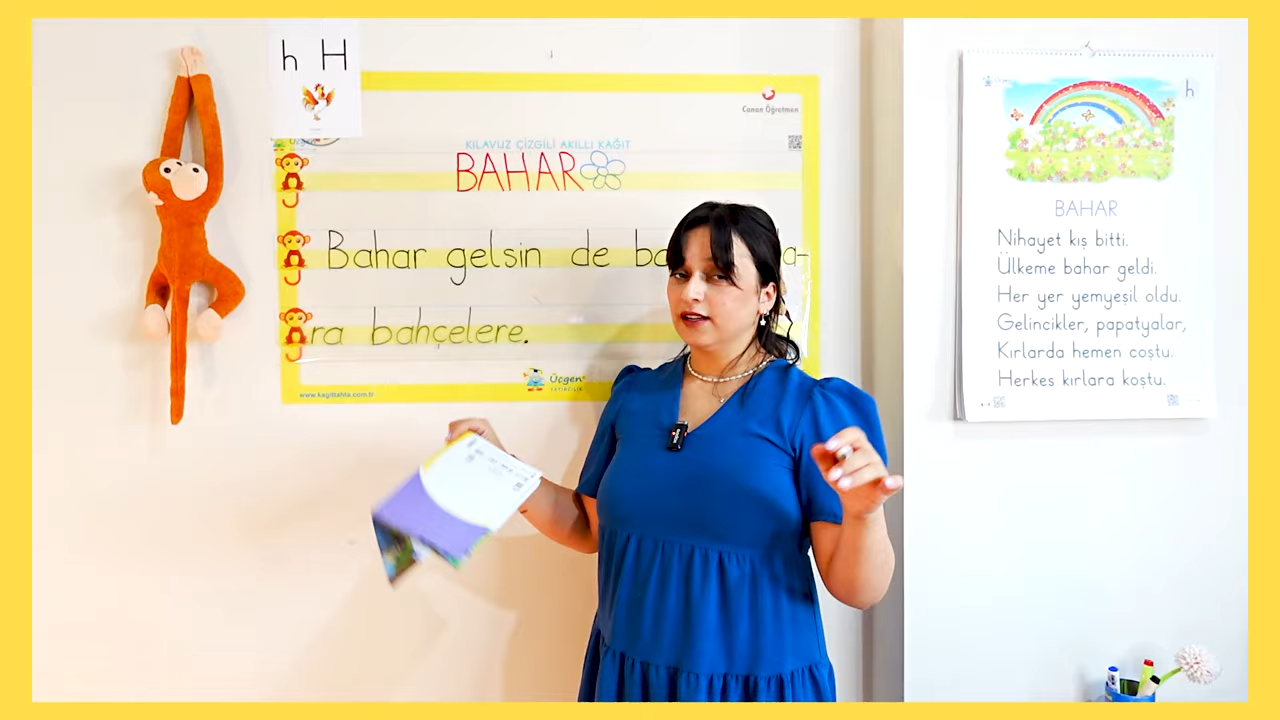 h H
Canan Öğretmen
KILAVUZ ÇİZGİLİ AKILLI KAĞIT
BAHAR
Bahar gelsin de
ra bahçelere.
Üçgen
YAYINCILIK
www.kagittahta.com.tr
h
BAHAR
Nihayet kış bitti.
Ülkeme bahar geldi.
Her yer yemyeşil oldu.
Gelincikler, papatyalar,
Kırlarda hemen coştu.
Herkes kırlara koştu.